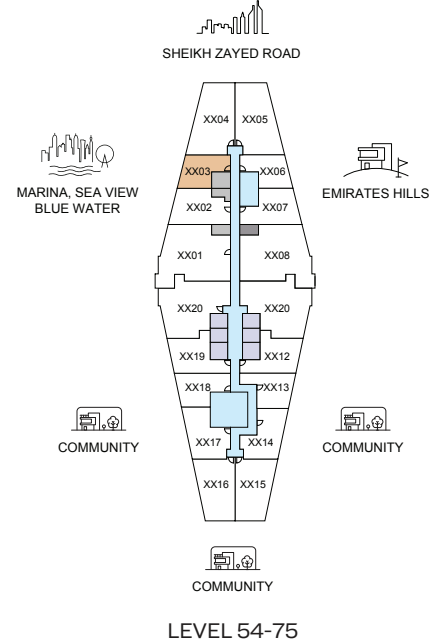 SHEIKH ZAYED ROAD
XX04 XX05
MARINA, SEA VIEW
BLUE WATER
EMIRATES HILLS
XX03 XX06
XX02 XX07
XX01 XX08
XX20 XX20
XX19 XX12
XX18 XX13
XX17 XX14
COMMUNITY
COMMUNITY
XX16 XX15
COMMUNITY
LEVEL 54-75